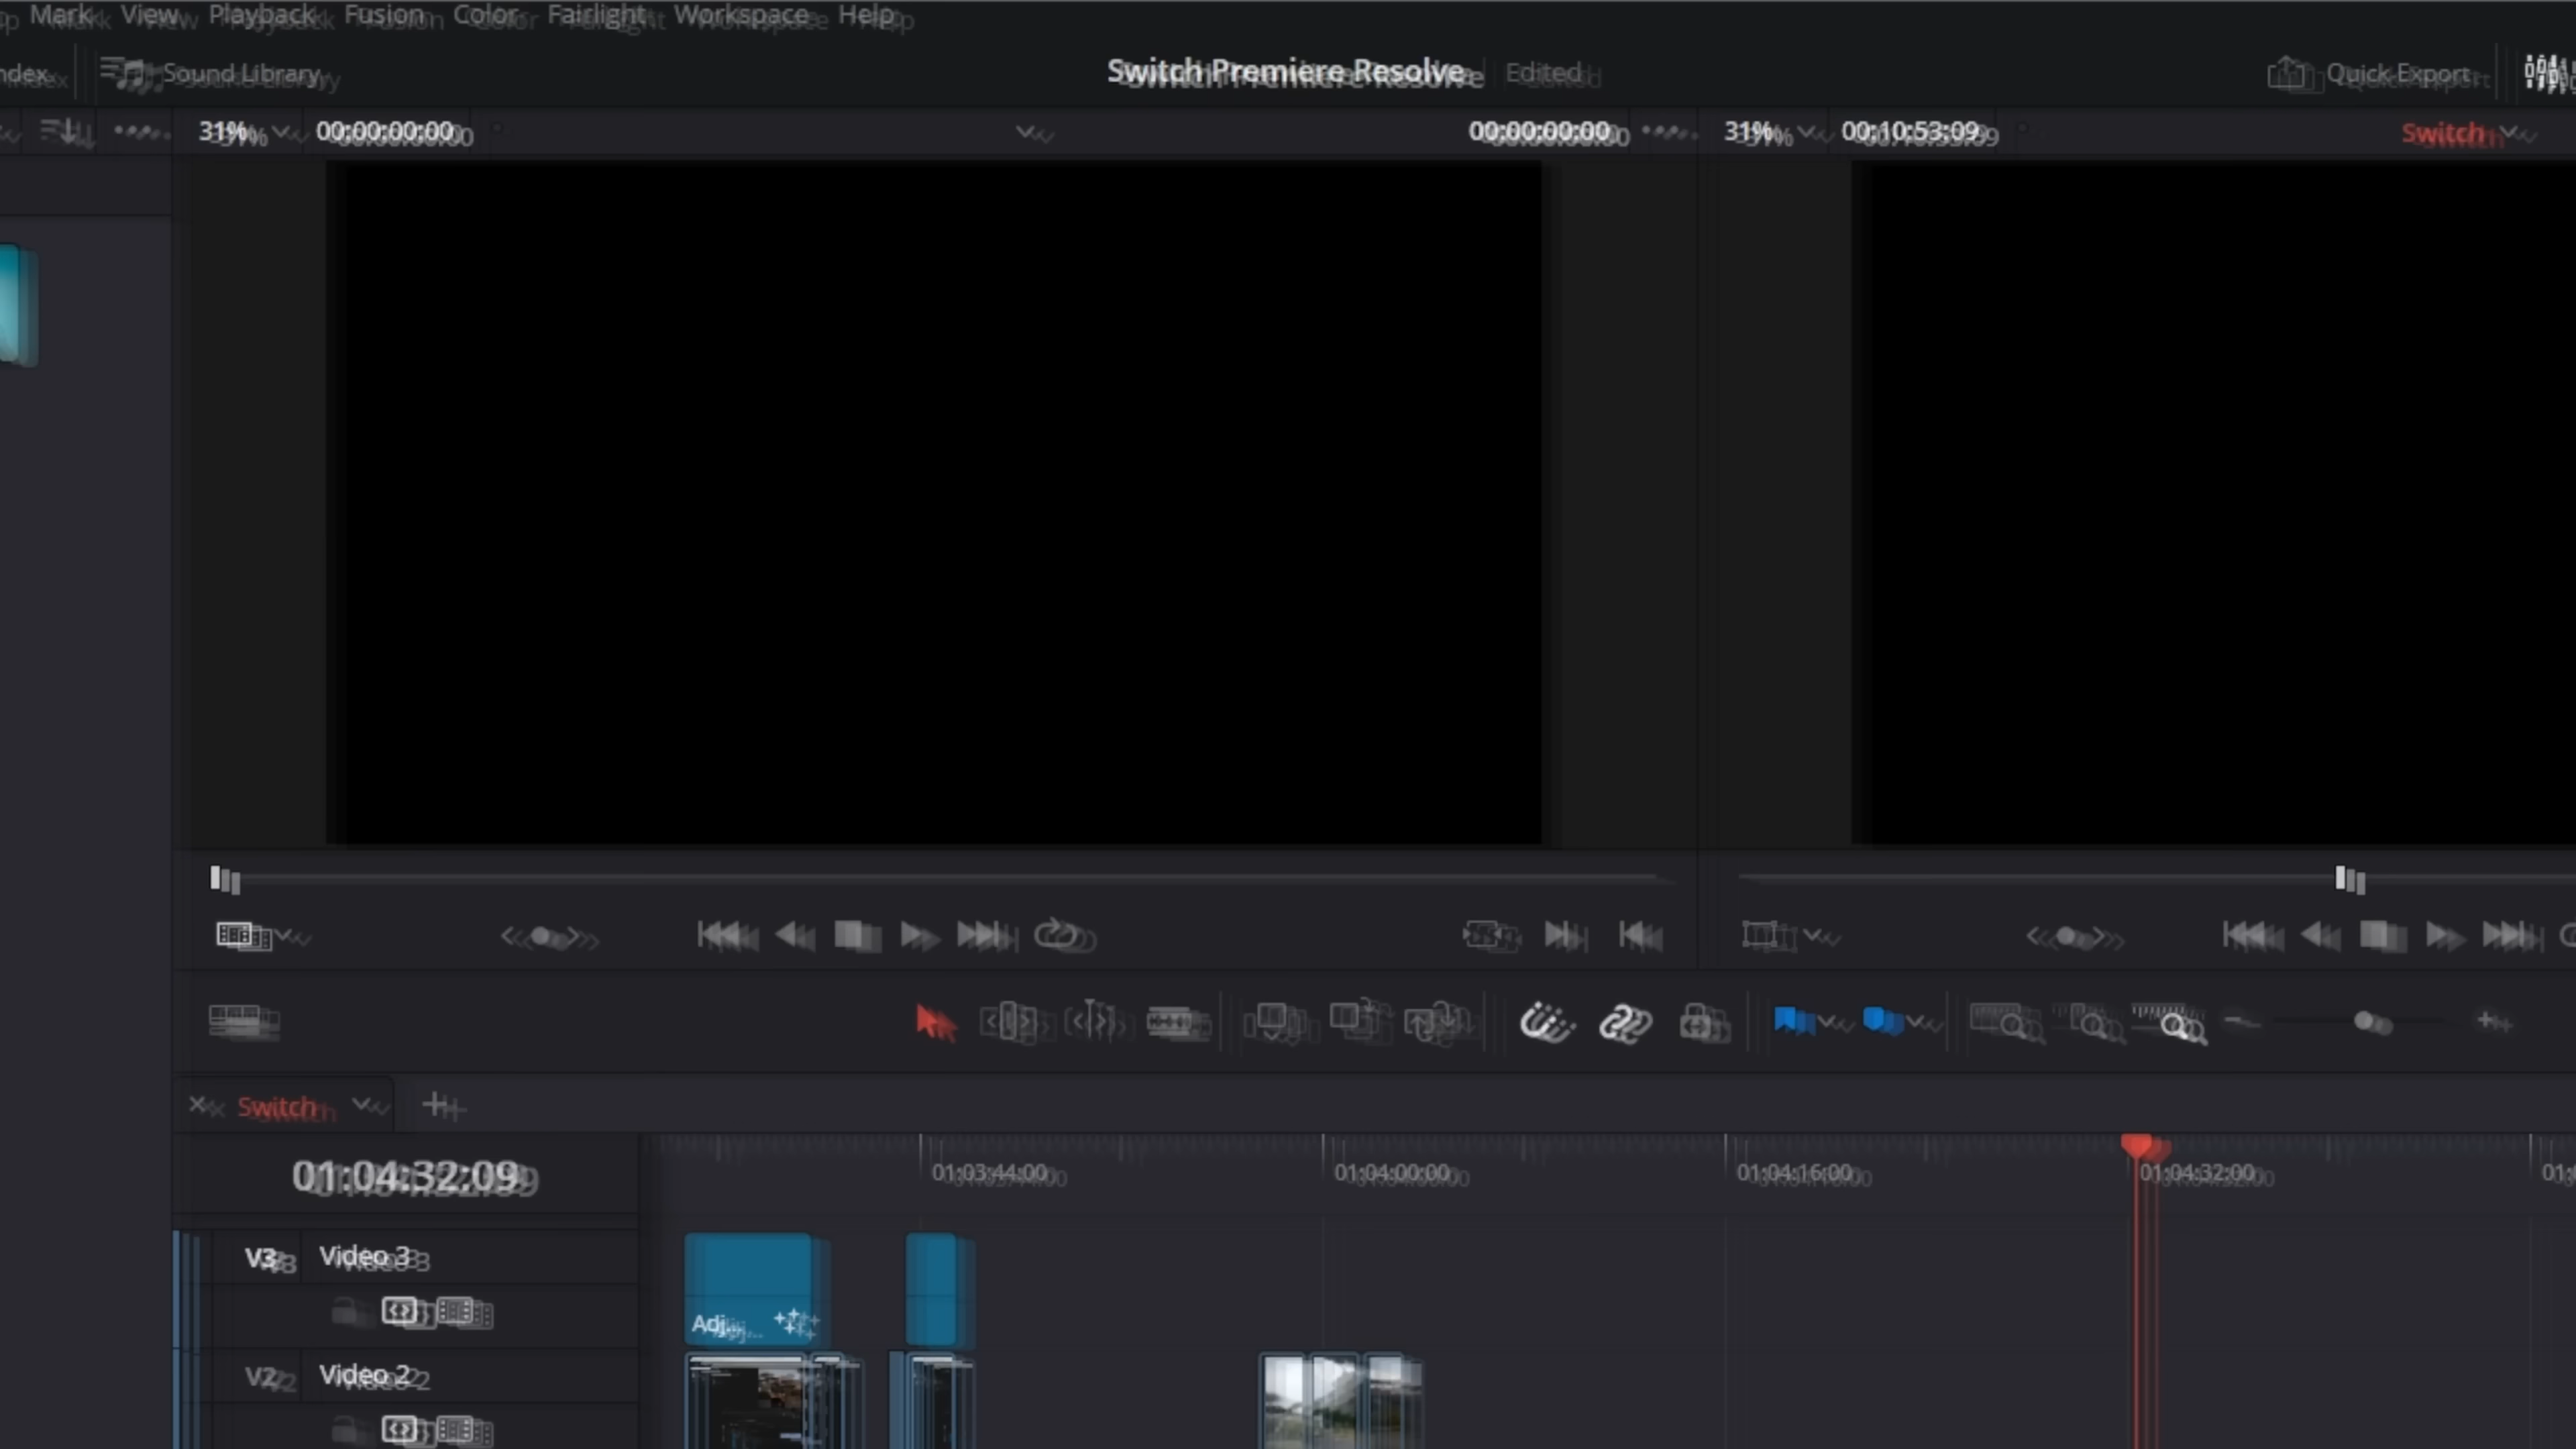 Mark View Playback Fusion Color Fairlight Workspace Help
Sound Library Switch Premiere Resolve Edited Quick Export
31% 00:00:00:00 00:00:00:00 31% 00:10:53:09 Switch
Switch
01:04:32:09 01:03:44:00 01:04:00:00 01:04:16:00 01:04:32:00
V3 Video 3
Adj...
V2 Video 2